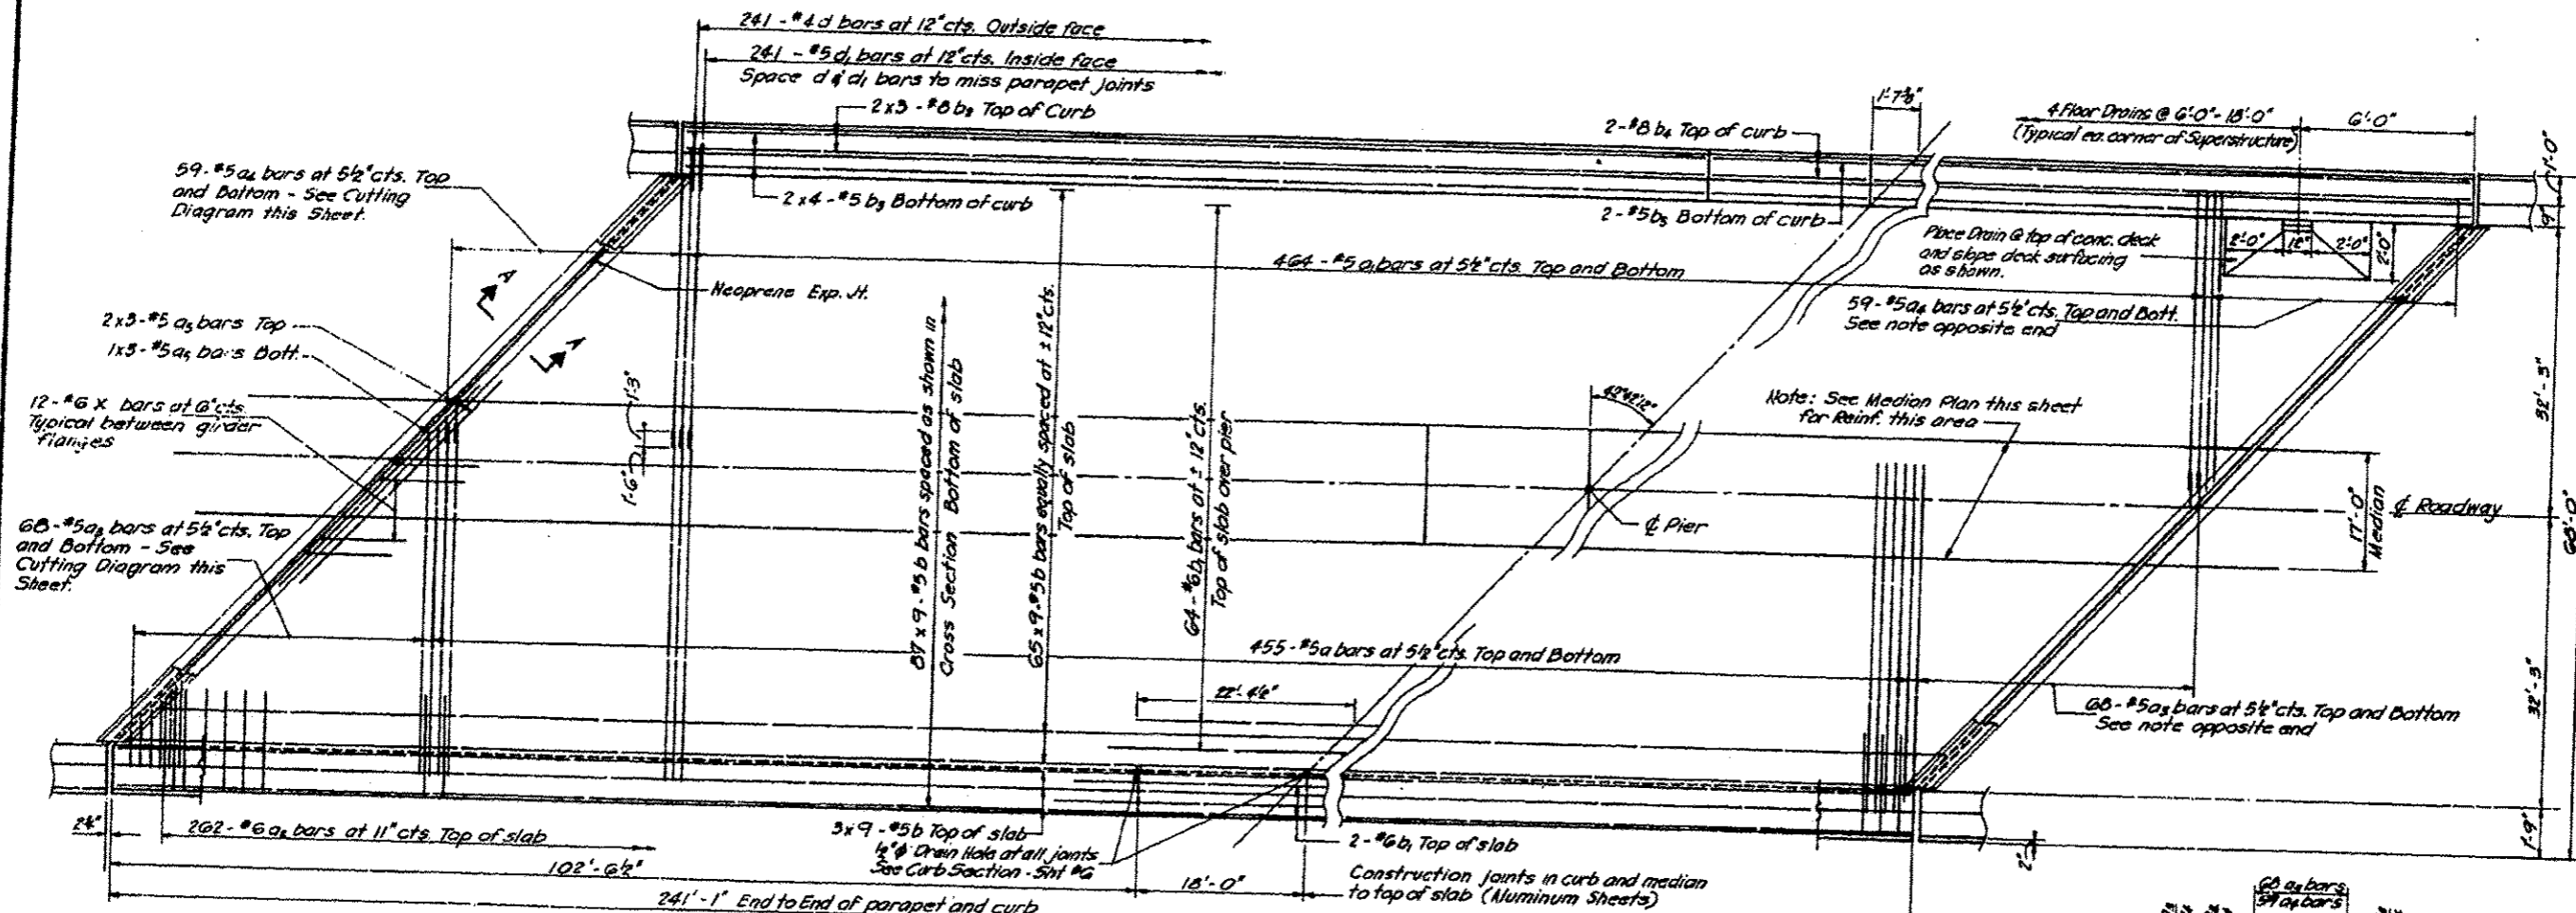 241 - #4 d bars at 12" cts. Outside face
241 - #5 d1 bars at 12" cts. Inside face
Space d & d1 bars to miss parapet joints
2 x 3 - #8 b2 Top of Curb
2 x 4 - #5 b3 Bottom of curb
2 - #8 b4 Top of curb
2 - #5 b5 Bottom of curb
1'-7⅞"
4 Floor Drains @ 6'-0" - 18'-0"
(Typical ea. corner of Superstructure)
6'-0"
1'-0"
9"
59 - #5 a4 bars at 5½" cts. Top
and Bottom - See Cutting
Diagram this Sheet.
464 - #5 a1 bars at 5½" cts. Top and Bottom
Place Drain @ top of conc. deck
and slope deck surfacing
as shown.
2'-0"
12"
2'-0"
2'-0"
Neoprene Exp. Jt.
59 - #5 a4 bars at 5½" cts. Top and Bott.
See note opposite end
A
A
2 x 3 - #5 a5 bars Top
1 x 3 - #5 a5 bars Bott.
12 - #6 X bars at 6" cts.
Typical between girder
flanges
1'-3"
1'-6"
87 x 9 - #5 b bars spaced as shown in
Cross Section Bottom of slab
65 x 9 - #5 b bars equally spaced at ± 12" cts.
Top of slab
64 - #6 b1 bars at ± 12" cts.
Top of slab over pier
42°42'12"
Note: See Median Plan this sheet
for Reinf. this area
32'-3"
17'-0"
Median
℄ Roadway
68'-0"
℄ Pier
68 - #5 a3 bars at 5½" cts. Top
and Bottom - See
Cutting Diagram this
Sheet.
455 - #5 a bars at 5½" cts. Top and Bottom
22'-4½"
68 - #5 a3 bars at 5½" cts. Top and Bottom
See note opposite end
32'-3"
1'-9"
2"
262 - #6 a2 bars at 11" cts. Top of slab
3 x 9 - #5 b Top of slab
½" φ Drain Hole at all joints
See Curb Section - Sht #6
2 - #6 b1 Top of slab
Construction joints in curb and median
to top of slab (Aluminum Sheets)
102'-6½"
18'-0"
241'-1" End to End of parapet and curb
68 a3 bars
59 a4 bars